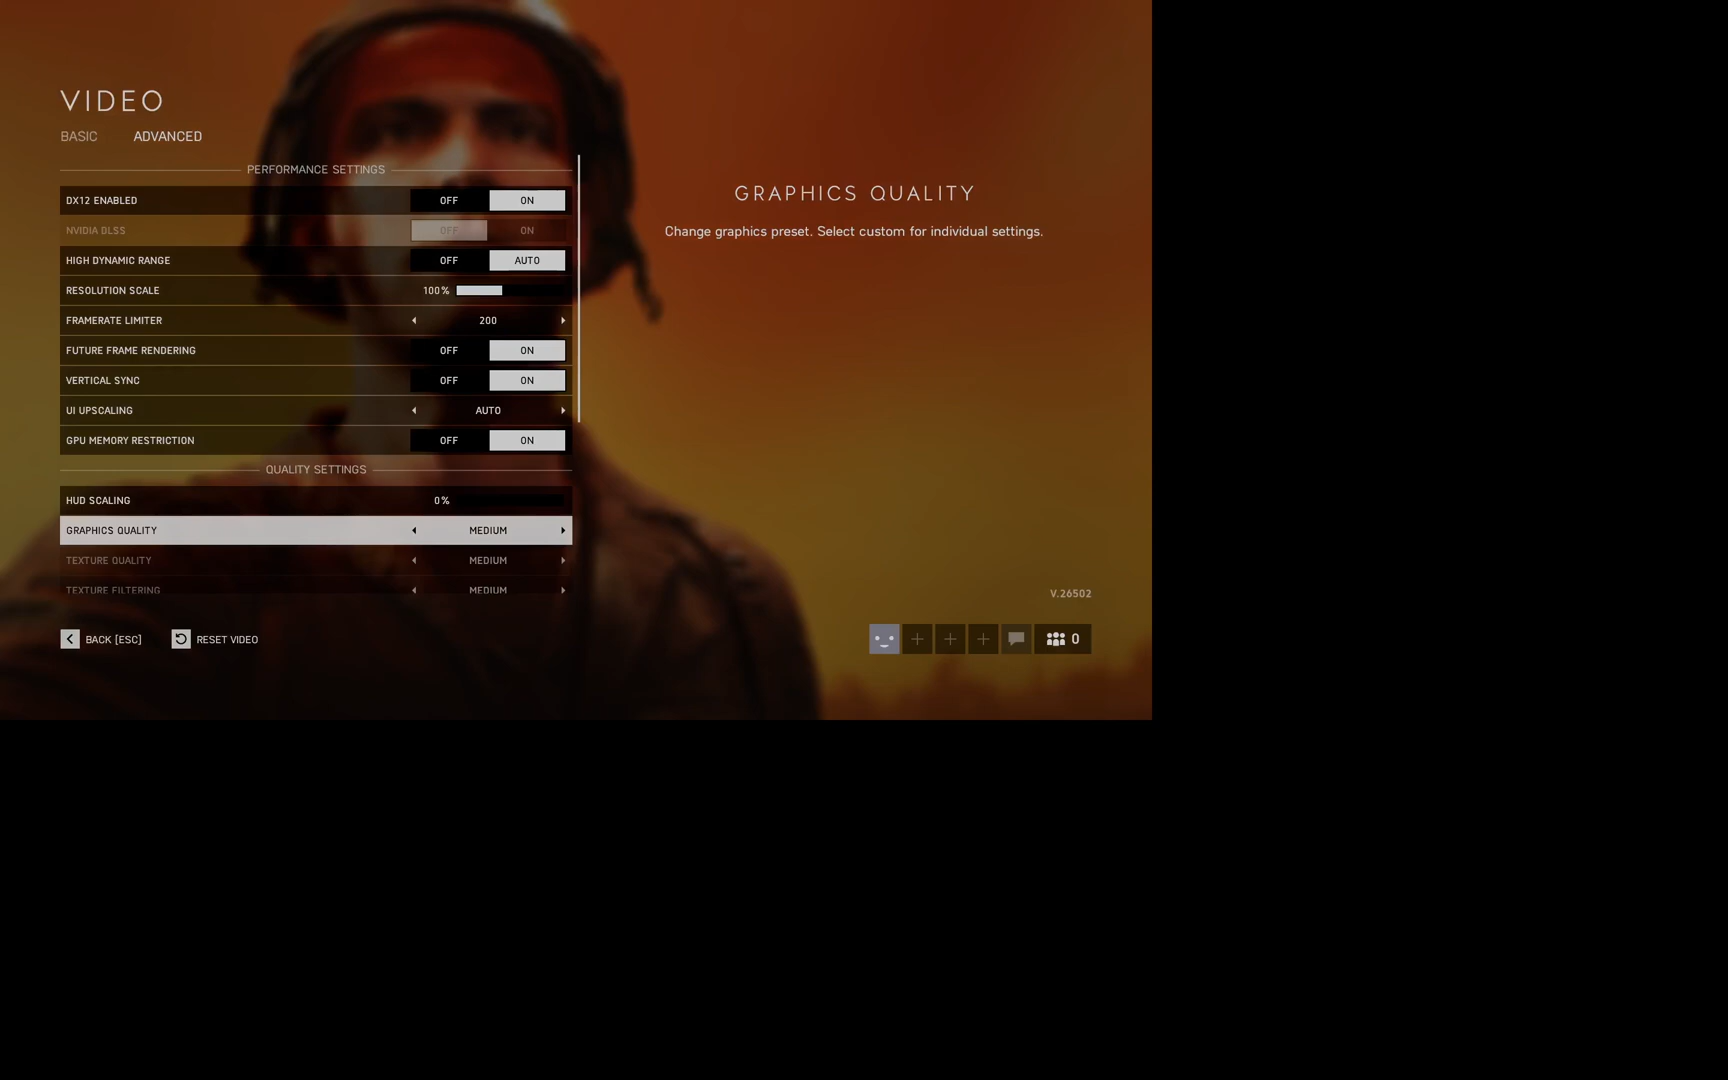 VIDEO
BASIC ADVANCED
PERFORMANCE SETTINGS
DX12 ENABLED OFF ON
NVIDIA DLSS OFF ON
HIGH DYNAMIC RANGE OFF AUTO
RESOLUTION SCALE 100%
FRAMERATE LIMITER 200
FUTURE FRAME RENDERING OFF ON
VERTICAL SYNC OFF ON
UI UPSCALING AUTO
GPU MEMORY RESTRICTION OFF ON
QUALITY SETTINGS
HUD SCALING 0%
GRAPHICS QUALITY MEDIUM
TEXTURE QUALITY MEDIUM
TEXTURE FILTERING MEDIUM
BACK [ESC] RESET VIDEO
GRAPHICS QUALITY
Change graphics preset. Select custom for individual settings.
V.26502
0